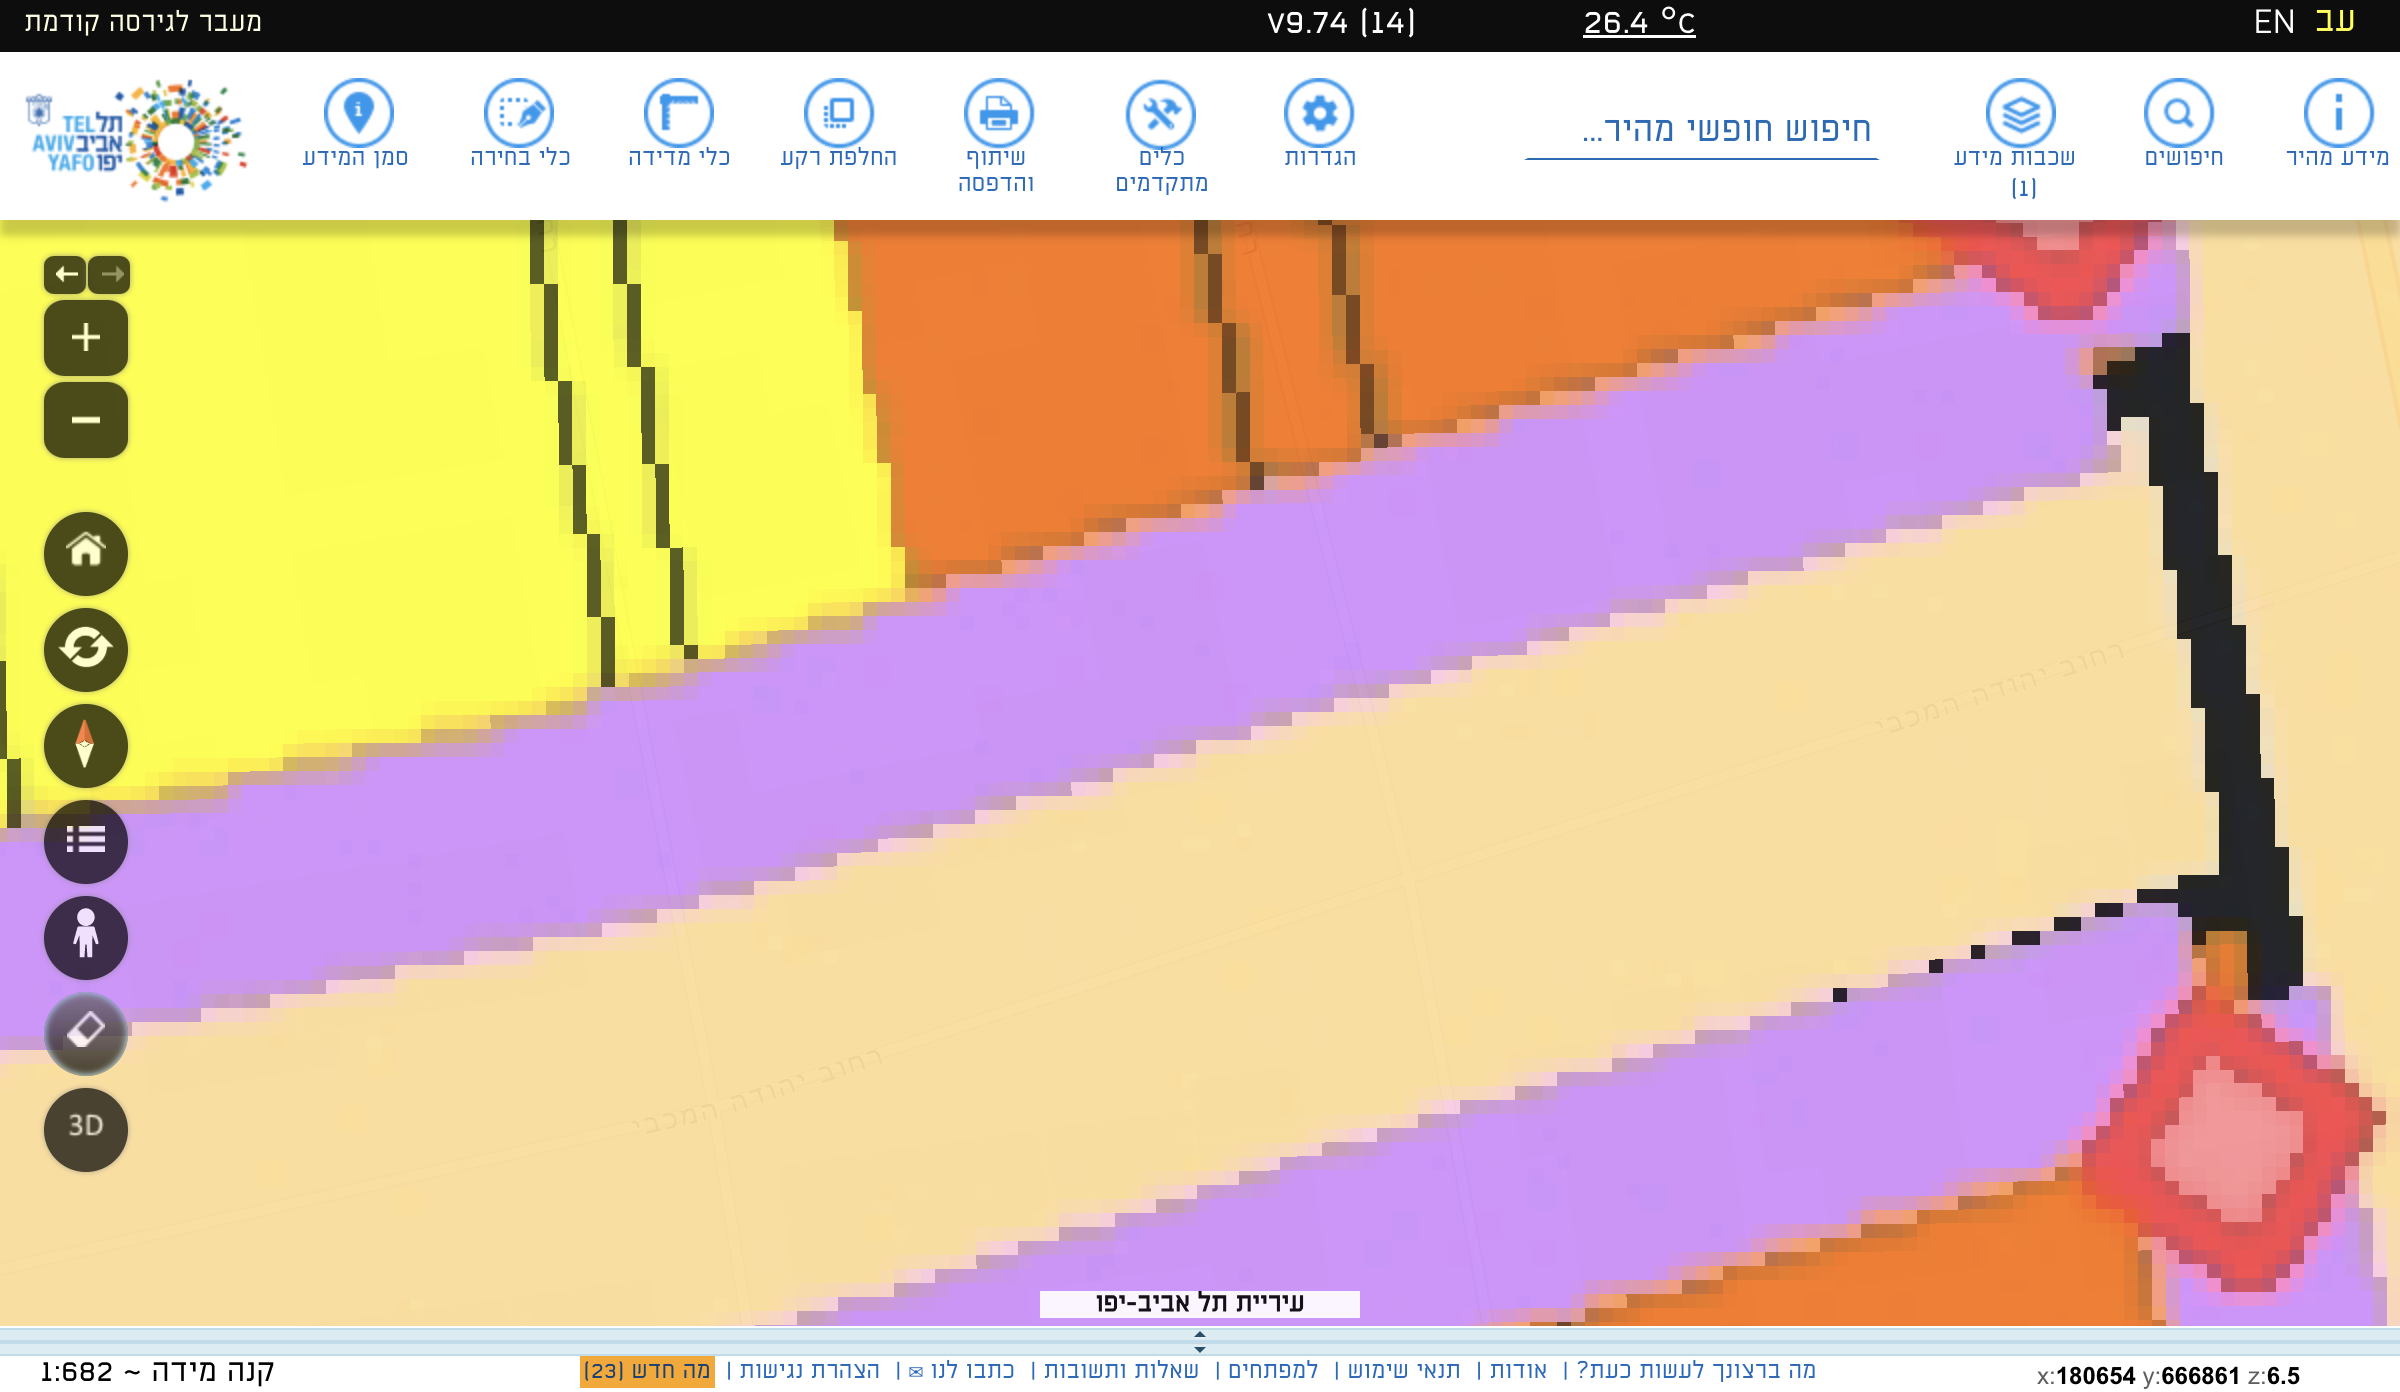 עב EN
26.4 °C
V9.74 (14)
מעבר לגירסה קודמת
מידע מהיר
חיפושים
שכבות מידע
(1)
חיפוש חופשי מהיר...
הגדרות
כלים
מתקדמים
שיתוף
והדפסה
החלפת רקע
כלי מדידה
כלי בחירה
סמן המידע
תל
אביב
יפו
TEL
AVIV
YAFO
רחוב יהודה המכבי
רחוב יהודה המכבי
3D
עיריית תל אביב-יפו
מה ברצונך לעשות כעת? | אודות | תנאי שימוש | למפתחים | שאלות ותשובות | כתבו לנו ✉ | הצהרת נגישות | מה חדש (23)
קנה מידה ~ 1:682
x:180654 y:666861 z:6.5